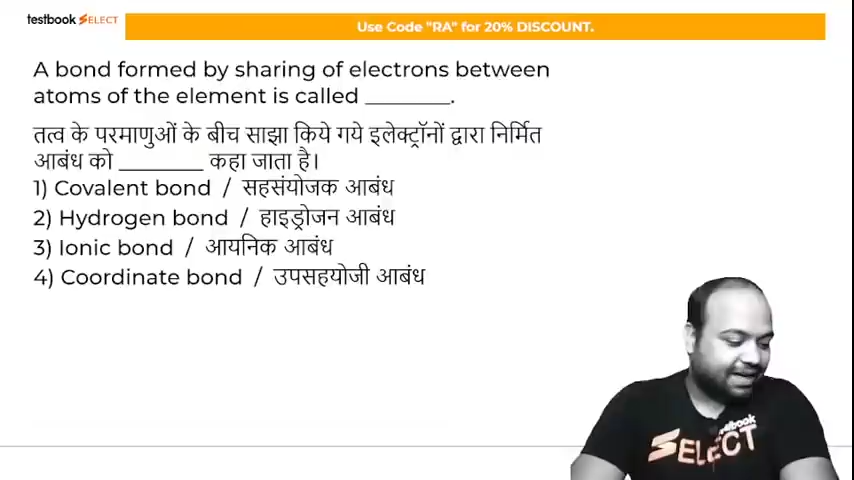 testbook SELECT
Use Code "RA" for 20% DISCOUNT.
A bond formed by sharing of electrons between
atoms of the element is called ________.
तत्व के परमाणुओं के बीच साझा किये गये इलेक्ट्रॉनों द्वारा निर्मित
आबंध को ________ कहा जाता है।
1) Covalent bond / सहसंयोजक आबंध
2) Hydrogen bond / हाइड्रोजन आबंध
3) Ionic bond / आयनिक आबंध
4) Coordinate bond / उपसहयोजी आबंध
testbook
SELECT